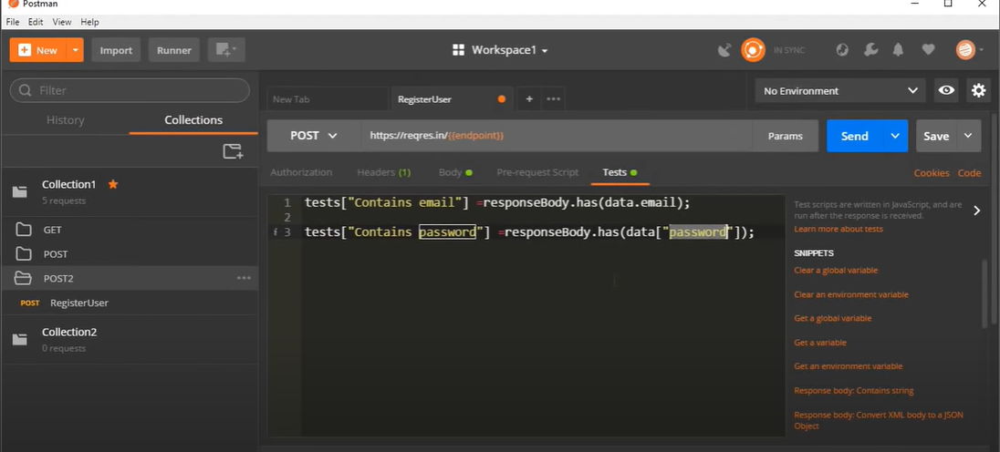 Postman
File Edit View Help
New Import Runner Workspace1 IN SYNC
Filter
History Collections
Collection1
5 requests
GET
POST
POST2
POST RegisterUser
Collection2
0 requests
New Tab RegisterUser No Environment
POST https://reqres.in/{{endpoint}} Params Send Save
Authorization Headers (1) Body Pre-request Script Tests Cookies Code
1 tests["Contains email"] =responseBody.has(data.email);
2
i 3 tests["Contains password"] =responseBody.has(data["password"]);
Test scripts are written in JavaScript, and are
run after the response is received.
Learn more about tests
SNIPPETS
Clear a global variable
Clear an environment variable
Get a global variable
Get a variable
Get an environment variable
Response body: Contains string
Response body: Convert XML body to a JSON
Object